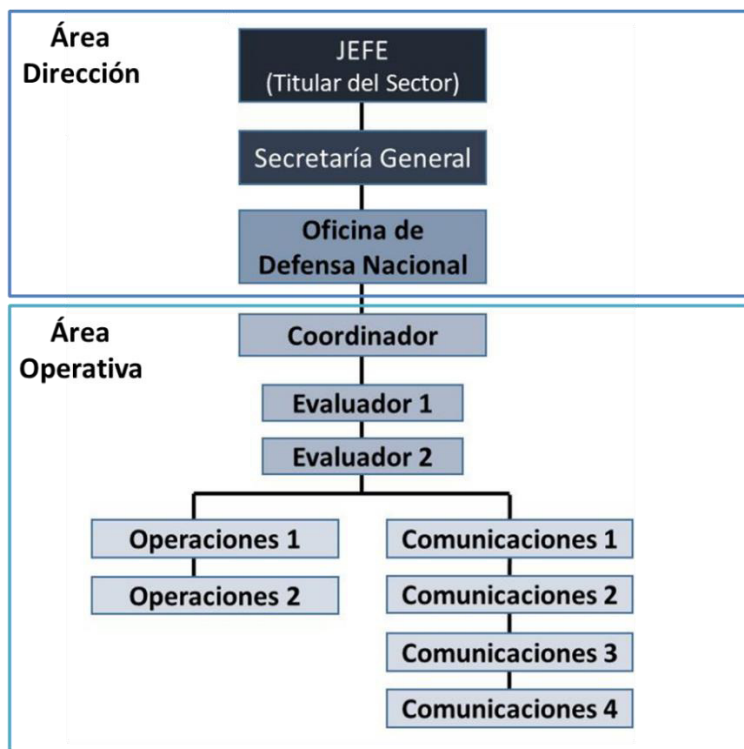 Área
Dirección
JEFE
(Titular del Sector)
Secretaría General
Oficina de
Defensa Nacional
Área
Operativa
Coordinador
Evaluador 1
Evaluador 2
Operaciones 1
Operaciones 2
Comunicaciones 1
Comunicaciones 2
Comunicaciones 3
Comunicaciones 4